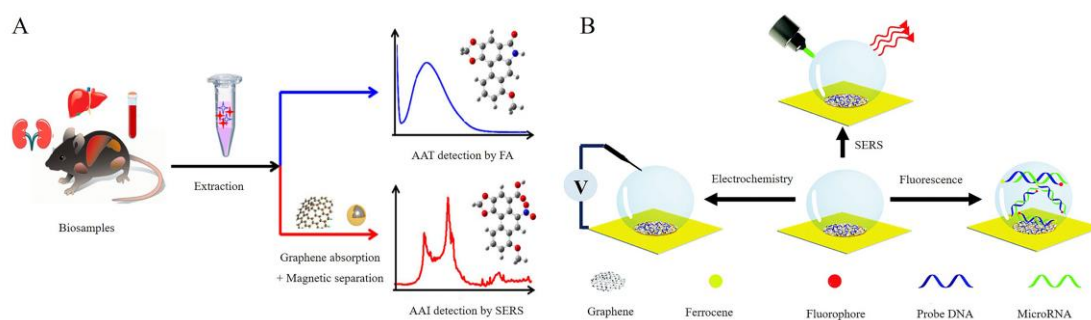 A
Biosamples
Extraction
AAT detection by FA
Graphene absorption
+ Magnetic separation
AAI detection by SERS
B
SERS
V
Electrochemistry
Fluorescence
Graphene
Ferrocene
Fluorophore
Probe DNA
MicroRNA